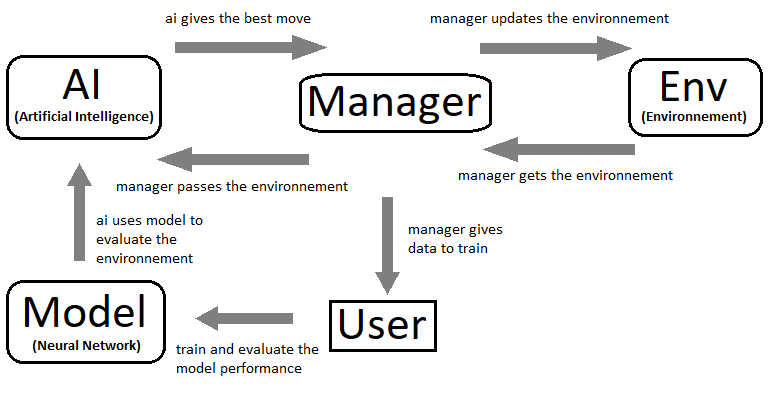 ai gives the best move
manager updates the environnement
AI
(Artificial Intelligence)
Manager
Env
(Environnement)
manager passes the environnement
manager gets the environnement
ai uses model to
evaluate the
environnement
manager gives
data to train
Model
(Neural Network)
User
train and evaluate the
model performance